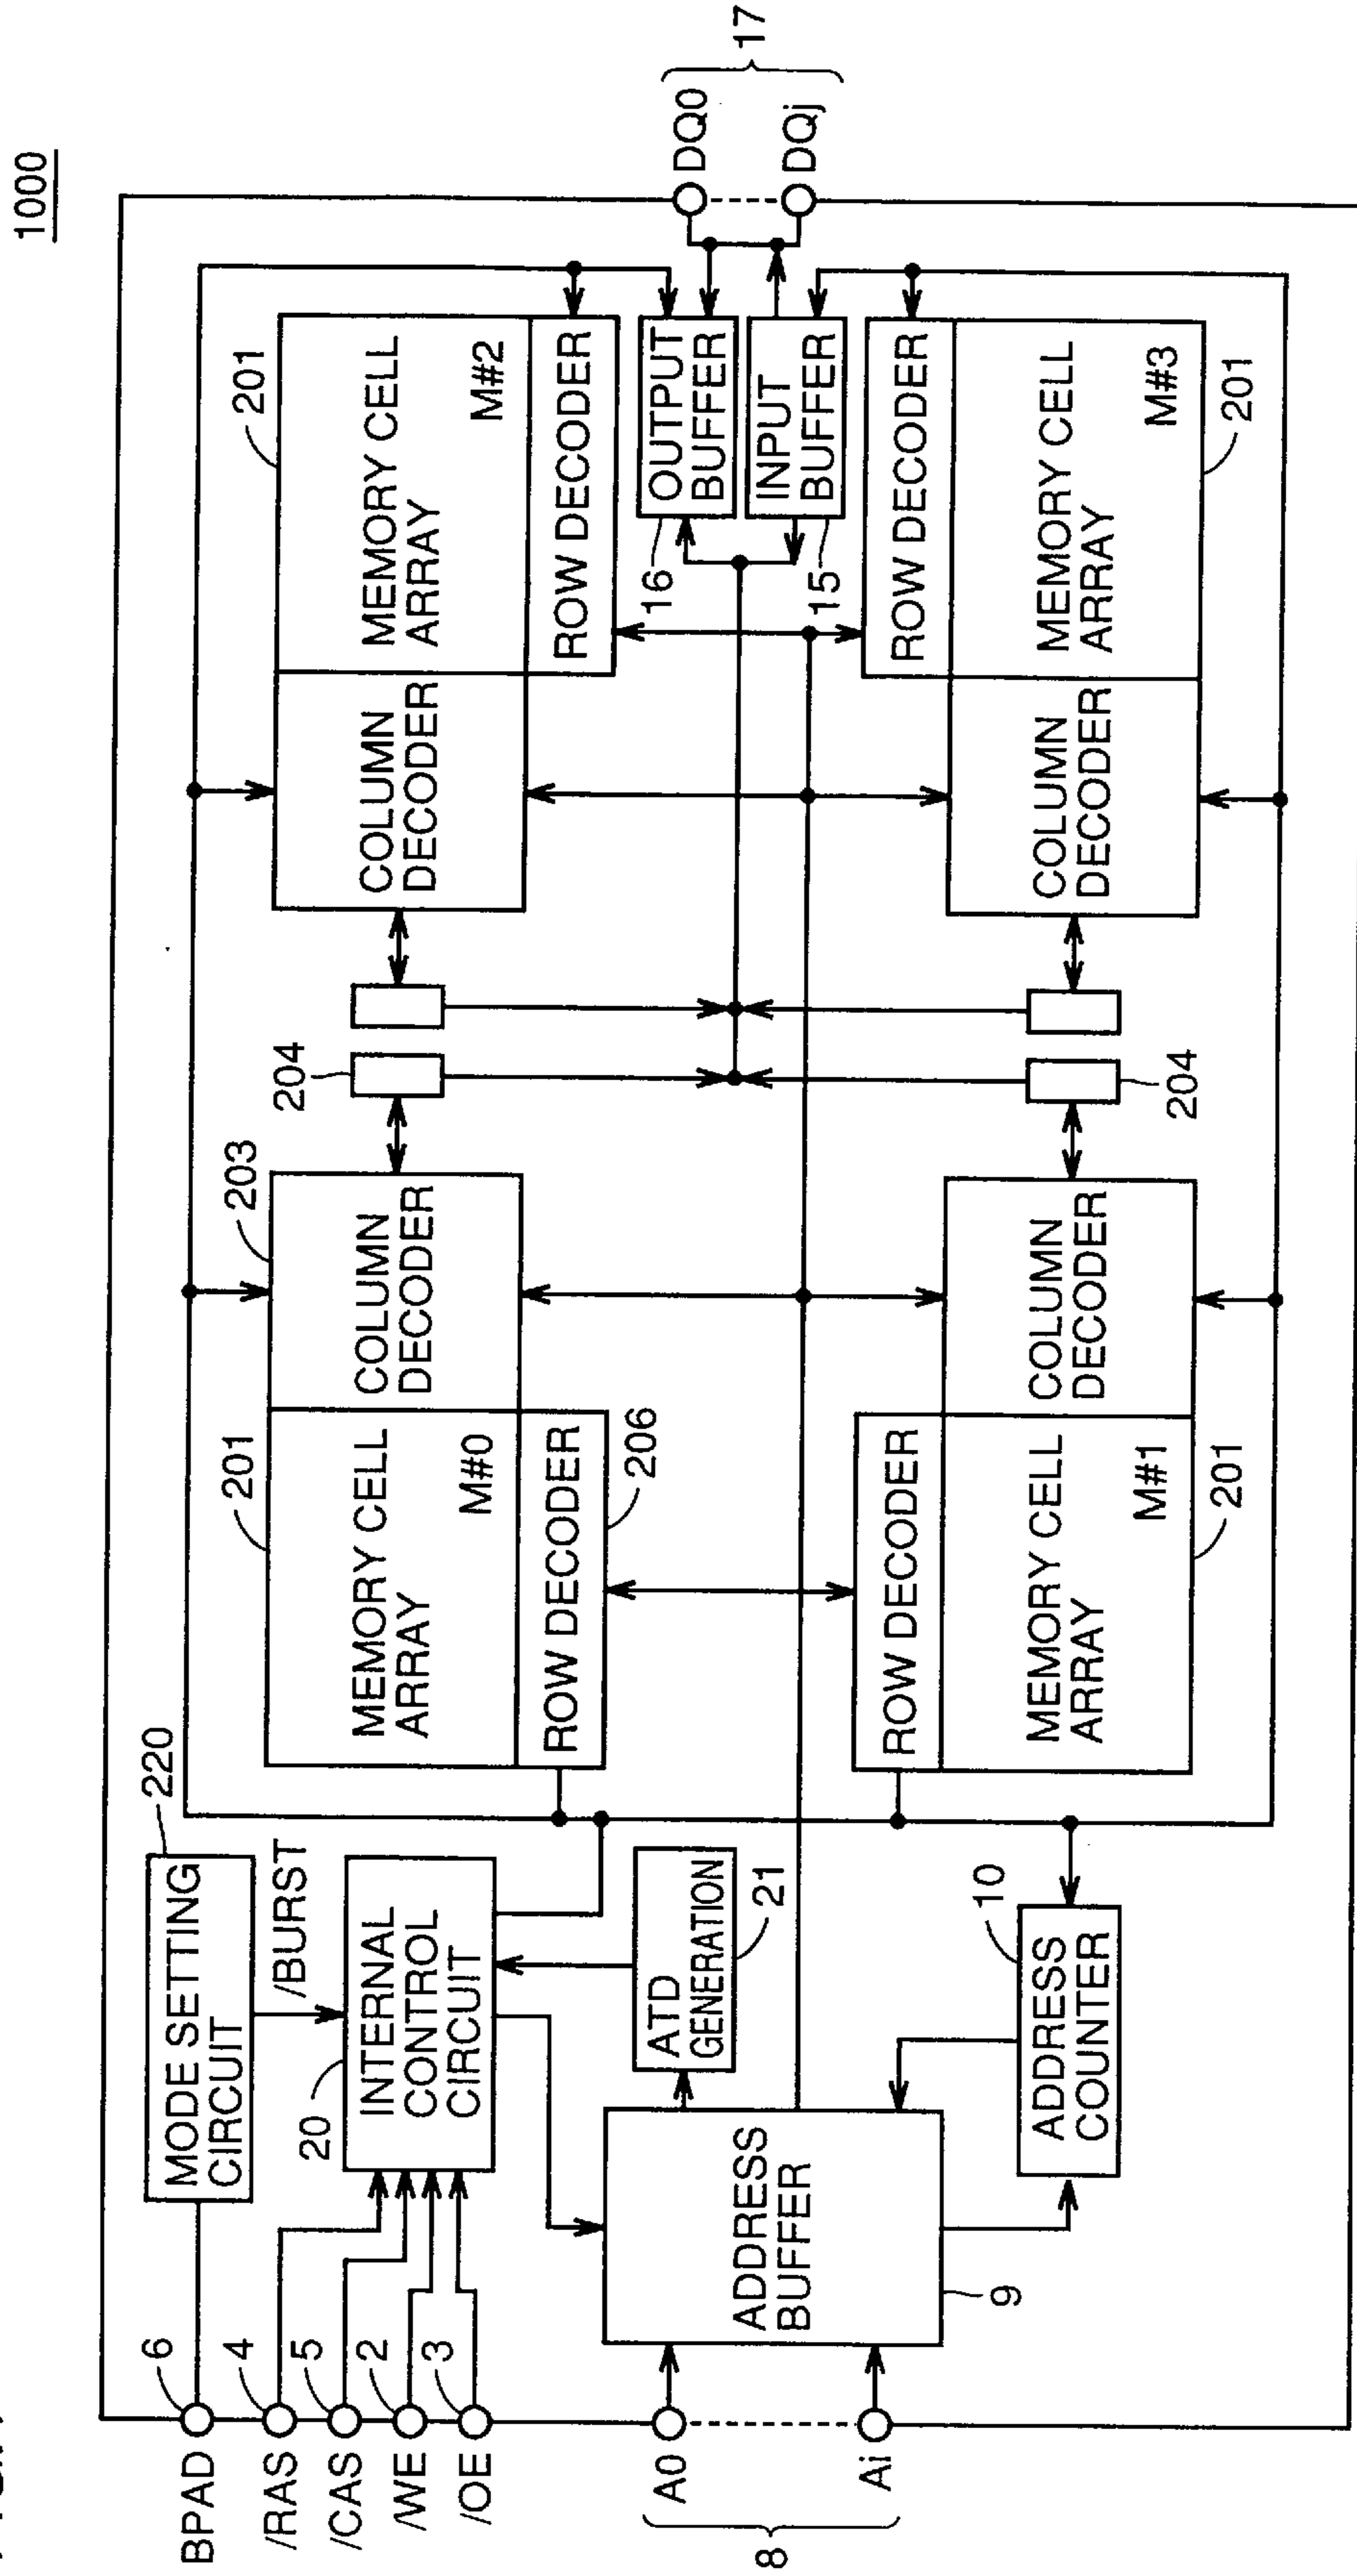 1000
BPAD
6
/RAS
4
/CAS
5
/WE
2
/OE
3
MODE SETTING
CIRCUIT
220
/BURST
20
INTERNAL
CONTROL
CIRCUIT
ATD
GENERATION
21
A0
Ai
8
ADDRESS
BUFFER
9
ADDRESS
COUNTER
10
201
MEMORY CELL
ARRAY
M#0
ROW DECODER
206
203
COLUMN
DECODER
204
COLUMN
DECODER
201
MEMORY CELL
ARRAY
M#2
ROW DECODER
16
OUTPUT
BUFFER
15
INPUT
BUFFER
DQ0
DQj
17
ROW DECODER
MEMORY CELL
ARRAY
M#1
201
COLUMN
DECODER
204
COLUMN
DECODER
ROW DECODER
MEMORY CELL
ARRAY
M#3
201